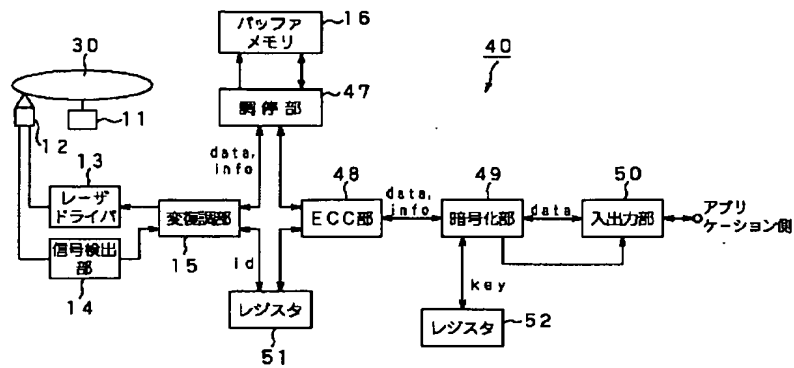 バッファ
メモリ
16
40
30
調停部
47
11
12
data,
info
13
レーザ
ドライバ
変復調部
15
48
ECC部
data,
info
49
暗号化部
data
50
入出力部
アプリ
ケーション側
信号検出
部
14
id
key
レジスタ
51
レジスタ
52